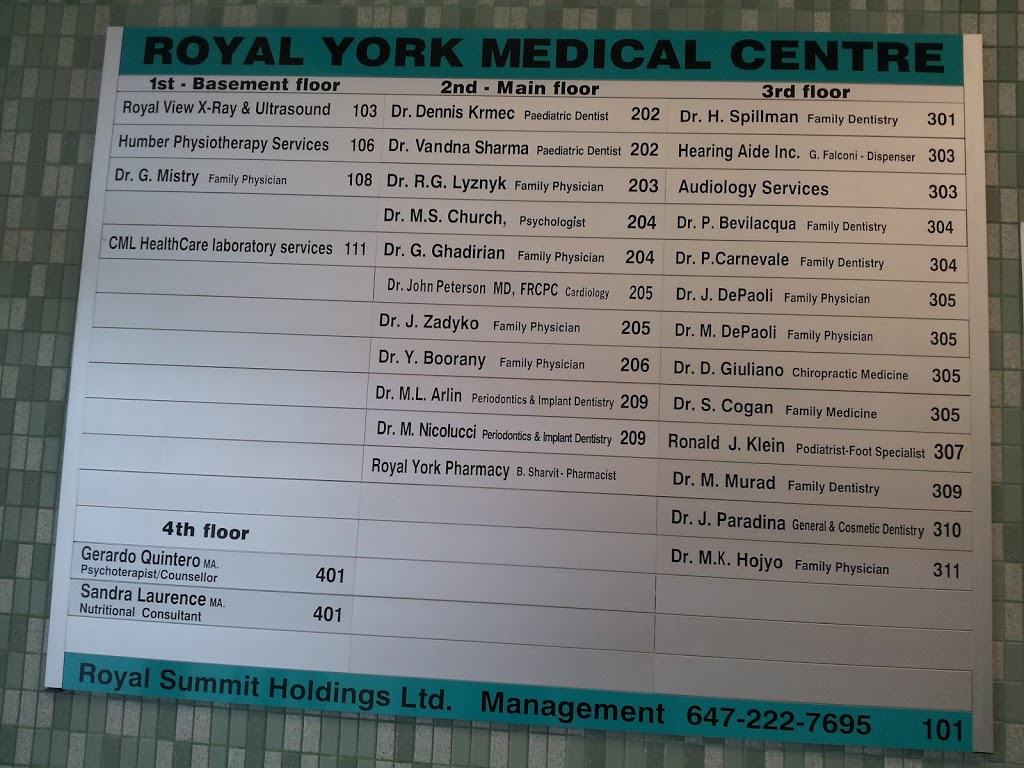 ROYAL YORK MEDICAL CENTRE
1st - Basement floor
Royal View X-Ray & Ultrasound 103
Humber Physiotherapy Services 106
Dr. G. Mistry Family Physician 108
CML HealthCare laboratory services 111
4th floor
Gerardo Quintero MA.
Psychoterapist/Counsellor 401
Sandra Laurence MA.
Nutritional Consultant 401
2nd - Main floor
Dr. Dennis Krmec Paediatric Dentist 202
Dr. Vandna Sharma Paediatric Dentist 202
Dr. R.G. Lyznyk Family Physician 203
Dr. M.S. Church, Psychologist 204
Dr. G. Ghadirian Family Physician 204
Dr. John Peterson MD, FRCPC Cardiology 205
Dr. J. Zadyko Family Physician 205
Dr. Y. Boorany Family Physician 206
Dr. M.L. Arlin Periodontics & Implant Dentistry 209
Dr. M. Nicolucci Periodontics & Implant Dentistry 209
Royal York Pharmacy B. Sharvit - Pharmacist
3rd floor
Dr. H. Spillman Family Dentistry 301
Hearing Aide Inc. G. Falconi - Dispenser 303
Audiology Services 303
Dr. P. Bevilacqua Family Dentistry 304
Dr. P.Carnevale Family Dentistry 304
Dr. J. DePaoli Family Physician 305
Dr. M. DePaoli Family Physician 305
Dr. D. Giuliano Chiropractic Medicine 305
Dr. S. Cogan Family Medicine 305
Ronald J. Klein Podiatrist-Foot Specialist 307
Dr. M. Murad Family Dentistry 309
Dr. J. Paradina General & Cosmetic Dentistry 310
Dr. M.K. Hojyo Family Physician 311
Royal Summit Holdings Ltd. Management 647-222-7695 101